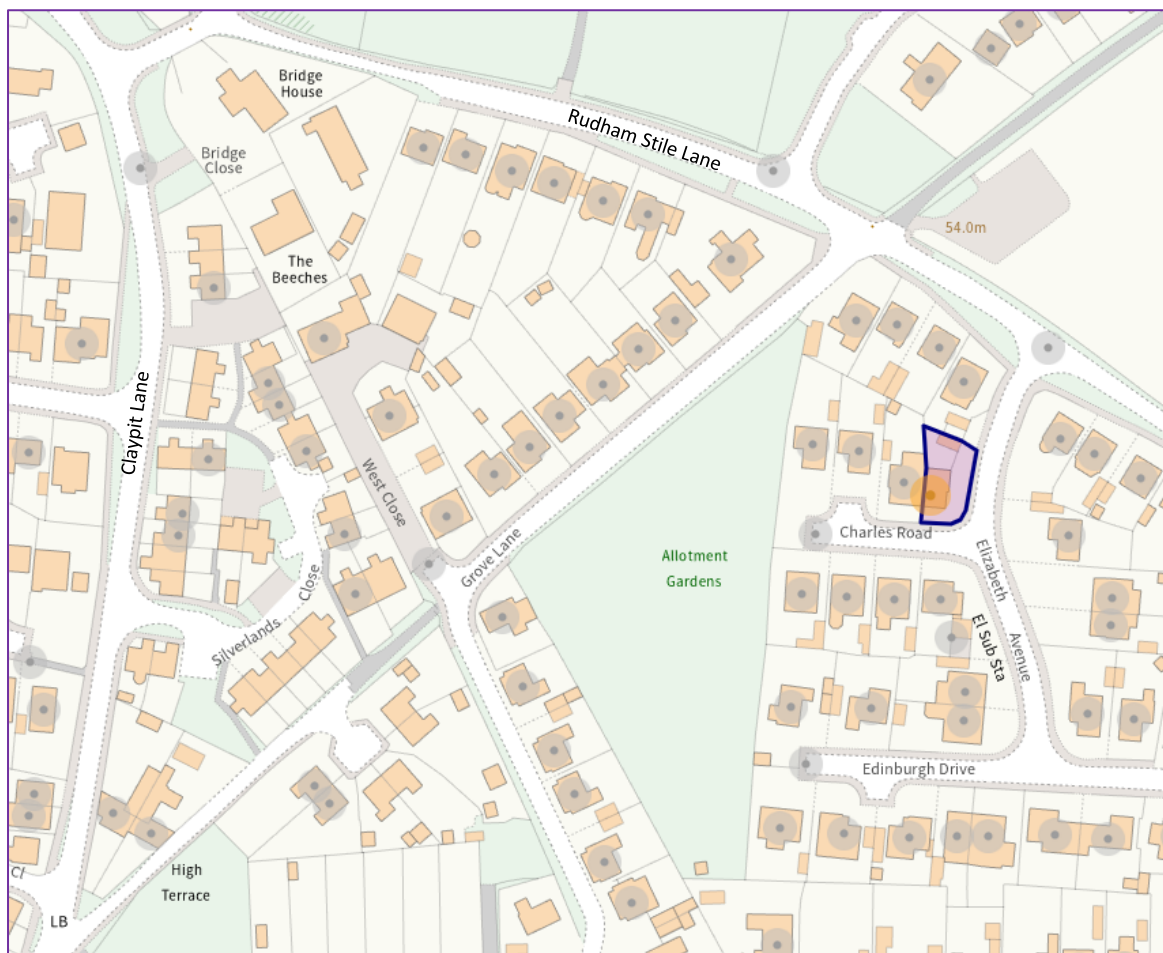 Bridge
House
Rudham Stile Lane
Bridge
Close
54.0m
The
Beeches
Claypit Lane
West Close
Charles Road
Grove Lane
Allotment
Gardens
Elizabeth
Avenue
Silverlands
Close
El Sub Sta
Edinburgh Drive
High
Terrace
Cl
LB